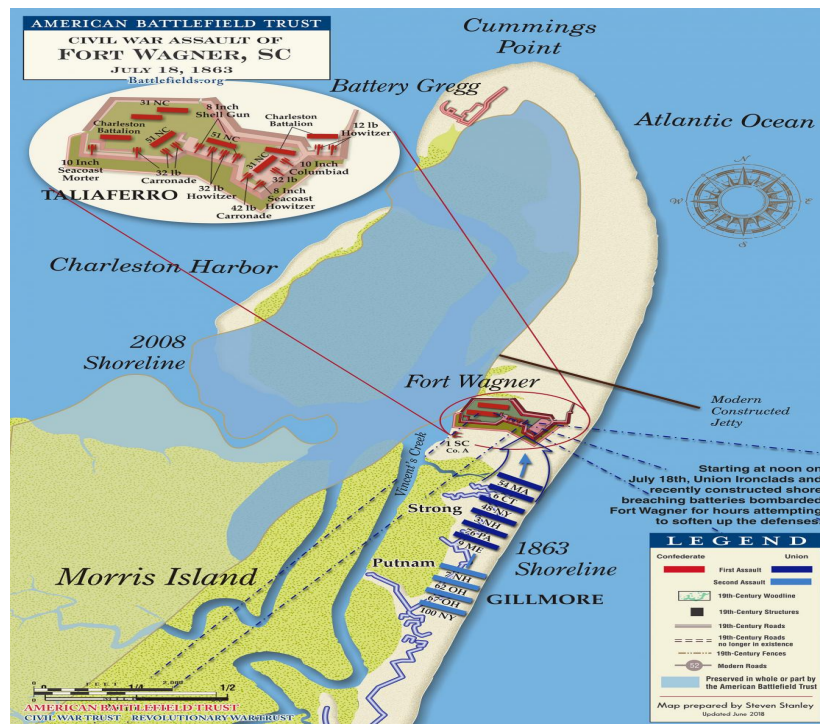 AMERICAN BATTLEFIELD TRUST
CIVIL WAR ASSAULT OF
FORT WAGNER, SC
JULY 18, 1863
Battlefields.org
Cummings
Point
Battery Gregg
Atlantic Ocean
31 NC
8 Inch
Shell Gun
Charleston
Battalion
12 lb
Howitzer
Charleston
Battalion
51 NC
51 NC
31 NC
10 Inch
Seacoast
Morter
32 lb
Carronade
32 lb
Howitzer
42 lb
Carronade
8 Inch
Seacoast
Howitzer
32 lb
10 Inch
Columbiad
TALIAFERRO
N
W
E
S
Charleston Harbor
2008
Shoreline
Fort Wagner
Modern
Constructed
Jetty
1 SC
Co. A
Vincent's Creek
Starting at noon on
July 18th, Union Ironclads and
recently constructed shore
breaching batteries bombarded
Fort Wagner for hours attempting
to soften up the defenses.
54 MA
6 CT
48 NY
3 NH
76 PA
9 ME
Strong
1863
Shoreline
Putnam
7 NH
62 OH
67 OH
100 NY
GILLMORE
Morris Island
LEGEND
Confederate
Union
First Assault
Second Assault
19th-Century Woodline
19th-Century Structures
19th-Century Roads
19th-Century Roads
no longer in existence
19th-Century Fences
52
Modern Roads
Preserved in whole or part by
the American Battlefield Trust
Map prepared by Steven Stanley
Updated June 2018
FEET
2,000
1/4
1/2
AMERICAN BATTLEFIELD TRUST
CIVIL WAR TRUST REVOLUTIONARY WAR TRUST